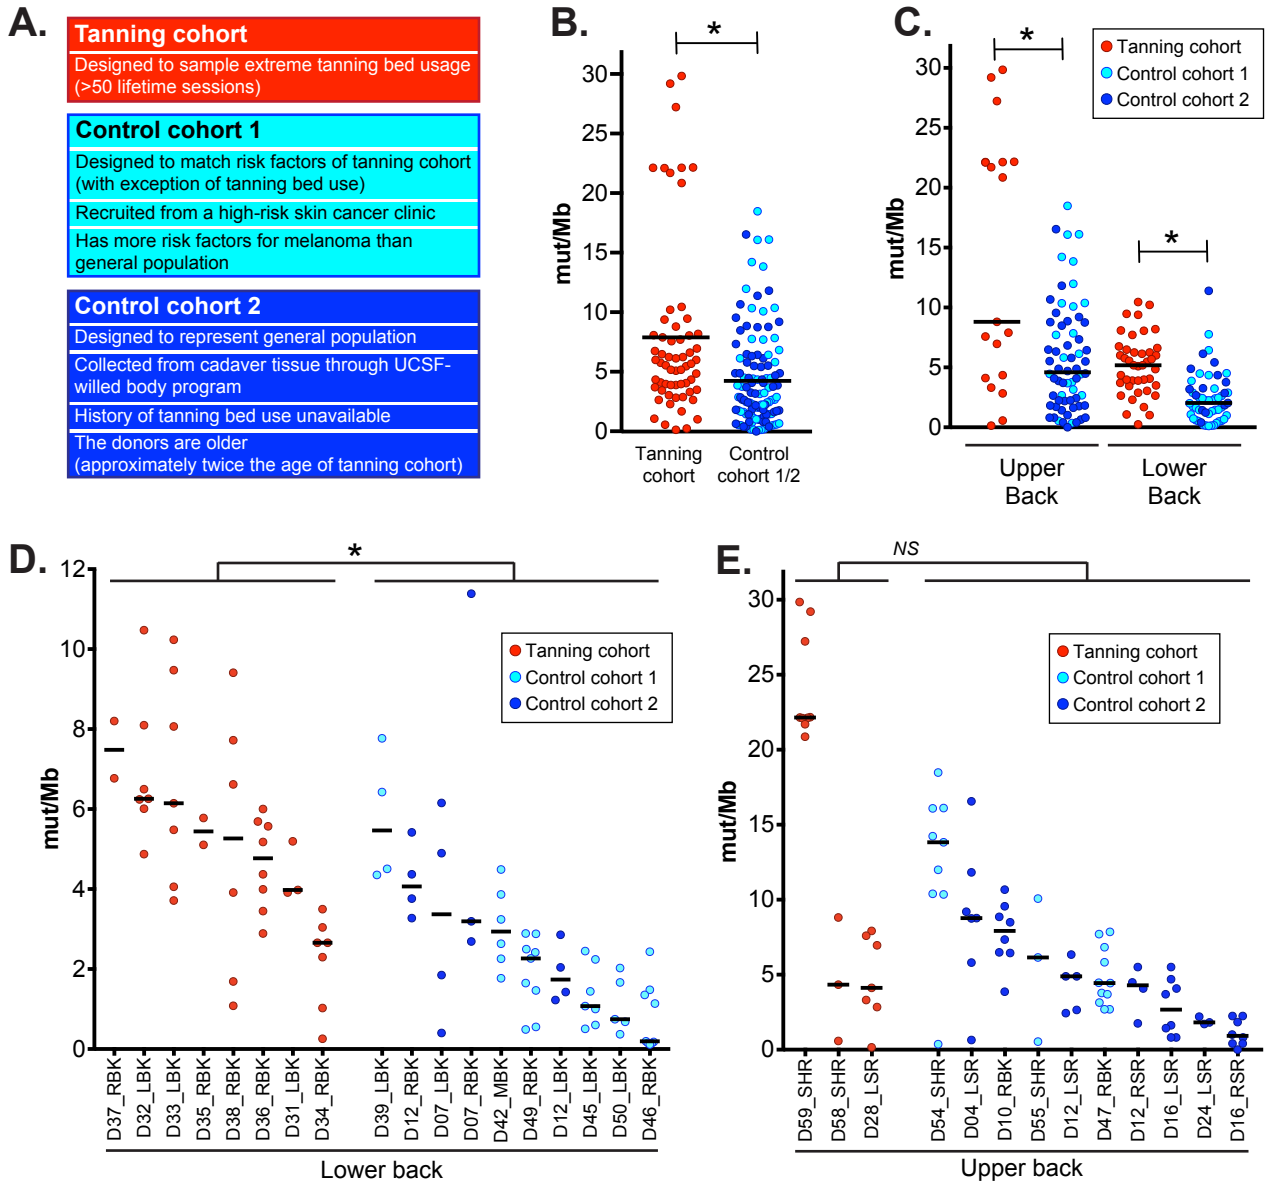 A.
Tanning cohort
Designed to sample extreme tanning bed usage
(>50 lifetime sessions)
Control cohort 1
Designed to match risk factors of tanning cohort
(with exception of tanning bed use)
Recruited from a high-risk skin cancer clinic
Has more risk factors for melanoma than
general population
Control cohort 2
Designed to represent general population
Collected from cadaver tissue through UCSF-
willed body program
History of tanning bed use unavailable
The donors are older
(approximately twice the age of tanning cohort)
B.
*
mut/Mb
30
25
20
15
10
5
0
Tanning
cohort
Control
cohort 1/2
C.
Tanning cohort
Control cohort 1
Control cohort 2
*
*
mut/Mb
30
25
20
15
10
5
0
Upper
Back
Lower
Back
D.
*
mut/Mb
12
10
8
6
4
2
0
Tanning cohort
Control cohort 1
Control cohort 2
D37_RBK
D32_LBK
D33_LBK
D35_RBK
D38_RBK
D36_RBK
D31_LBK
D34_RBK
D39_LBK
D12_RBK
D07_LBK
D07_RBK
D42_MBK
D49_RBK
D12_LBK
D45_LBK
D50_LBK
D46_RBK
Lower back
E.
NS
mut/Mb
30
25
20
15
10
5
0
Tanning cohort
Control cohort 1
Control cohort 2
D59_SHR
D58_SHR
D28_LSR
D54_SHR
D04_LSR
D10_RBK
D55_SHR
D12_LSR
D47_RBK
D12_RSR
D16_LSR
D24_LSR
D16_RSR
Upper back